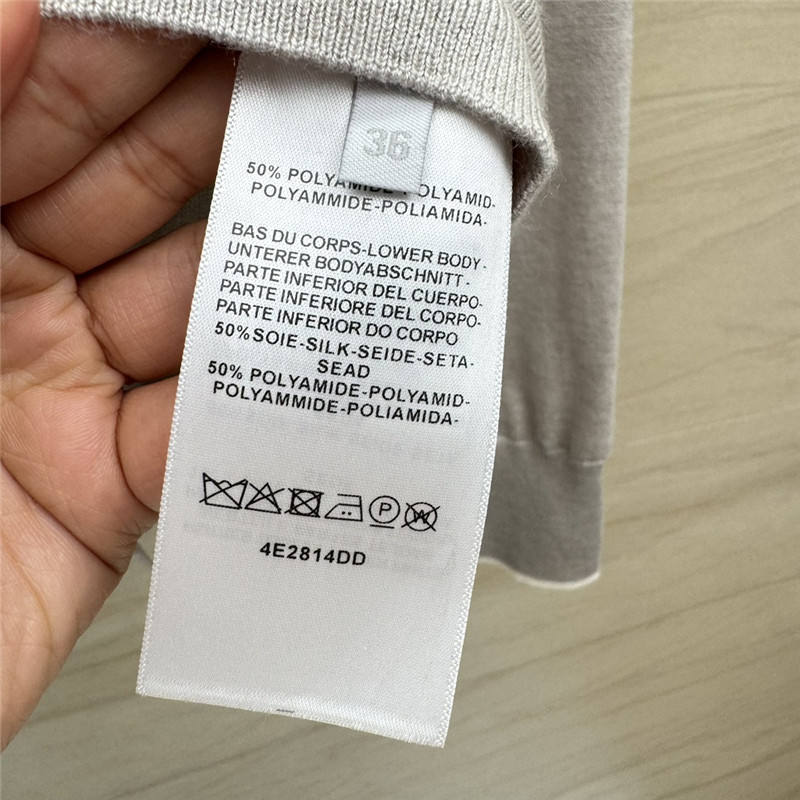 36
50% POLYAMIDE-POLYAMID-
POLYAMMIDE-POLIAMIDA-
BAS DU CORPS-LOWER BODY-
UNTERER BODYABSCHNITT-
PARTE INFERIOR DEL CUERPO-
PARTE INFERIORE DEL CORPO-
PARTE INFERIOR DO CORPO
50%SOIE-SILK-SEIDE-SETA-
SEAD
50% POLYAMIDE-POLYAMID-
POLYAMMIDE-POLIAMIDA-
P W
4E2814DD